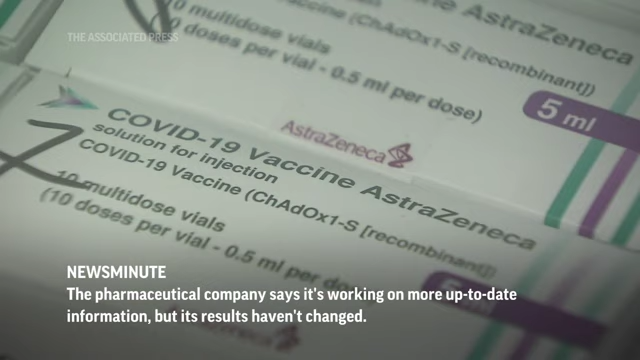 THE ASSOCIATED PRESS
COVID-19 Vaccine AstraZeneca
(ChAdOx1-S [recombinant])
10 multidose vials
(10 doses per vial - 0.5 ml per dose)
5 ml
AstraZeneca
COVID-19 Vaccine AstraZeneca
solution for injection
COVID-19 Vaccine (ChAdOx1-S [recombinant])
10 multidose vials
(10 doses per vial - 0.5 ml per
NEWSMINUTE
The pharmaceutical company says it's working on more up-to-date
information, but its results haven't changed.